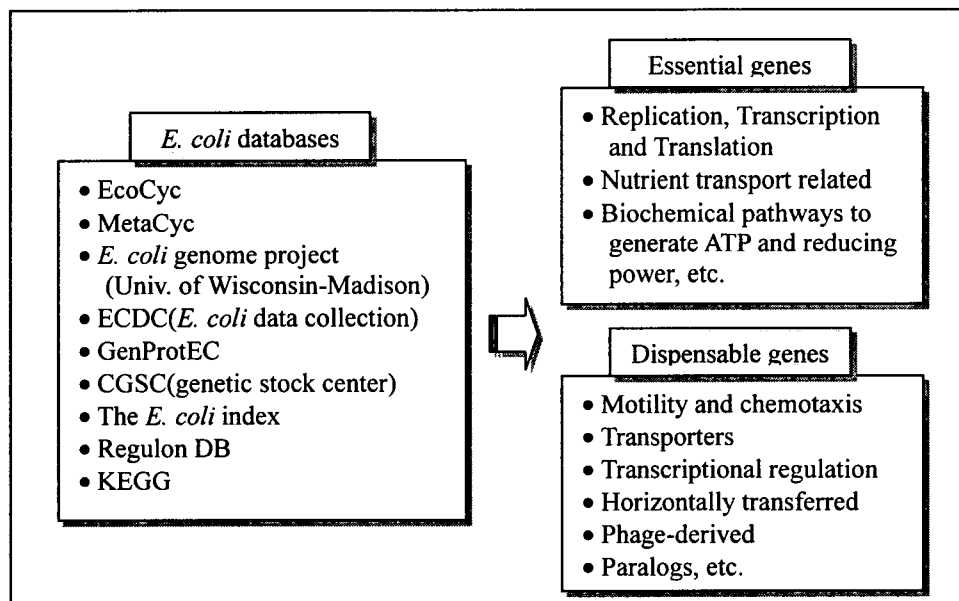 E. coli databases
• EcoCyc
• MetaCyc
• E. coli genome project
(Univ. of Wisconsin-Madison)
• ECDC(E. coli data collection)
• GenProtEC
• CGSC(genetic stock center)
• The E. coli index
• Regulon DB
• KEGG
Essential genes
• Replication, Transcription
and Translation
• Nutrient transport related
• Biochemical pathways to
generate ATP and reducing
power, etc.
Dispensable genes
• Motility and chemotaxis
• Transporters
• Transcriptional regulation
• Horizontally transferred
• Phage-derived
• Paralogs, etc.